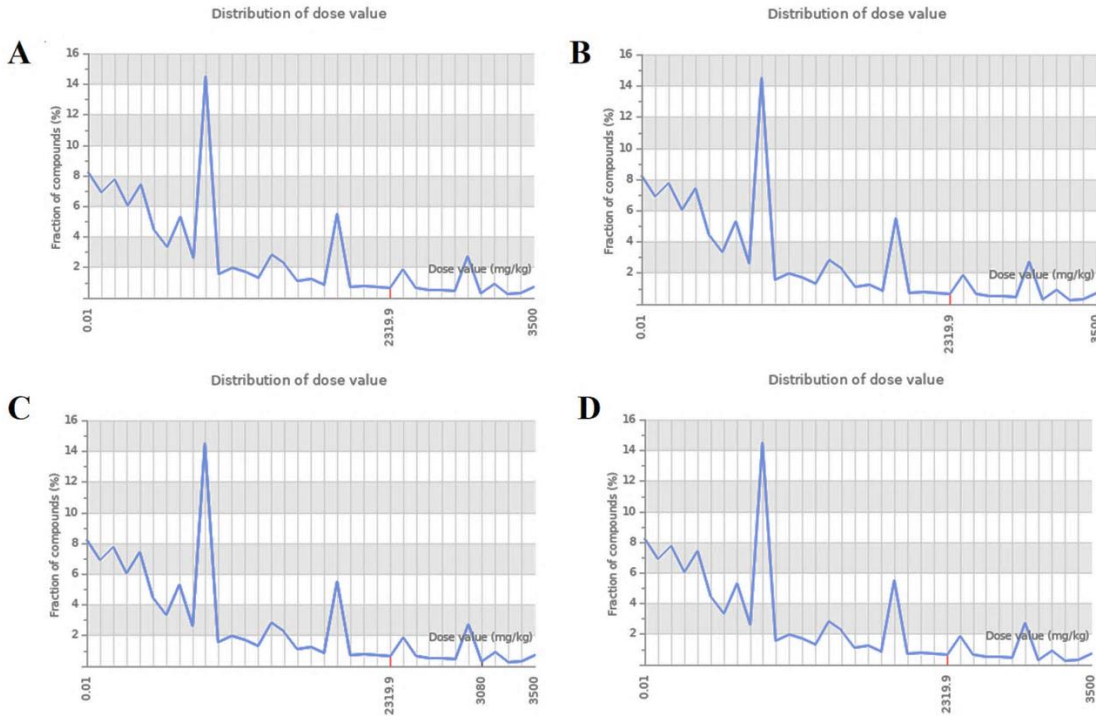 Distribution of dose value
A
Fraction of compounds (%)
16
14
12
10
8
6
4
2
Dose value (mg/kg)
0.01
2319.9
3500
Distribution of dose value
B
Fraction of compounds (%)
16
14
12
10
8
6
4
2
Dose value (mg/kg)
0.01
2319.9
3500
Distribution of dose value
C
Fraction of compounds (%)
16
14
12
10
8
6
4
2
Dose value (mg/kg)
0.01
2319.9
3080
3500
Distribution of dose value
D
Fraction of compounds (%)
16
14
12
10
8
6
4
2
Dose value (mg/kg)
0.01
2319.9
3500